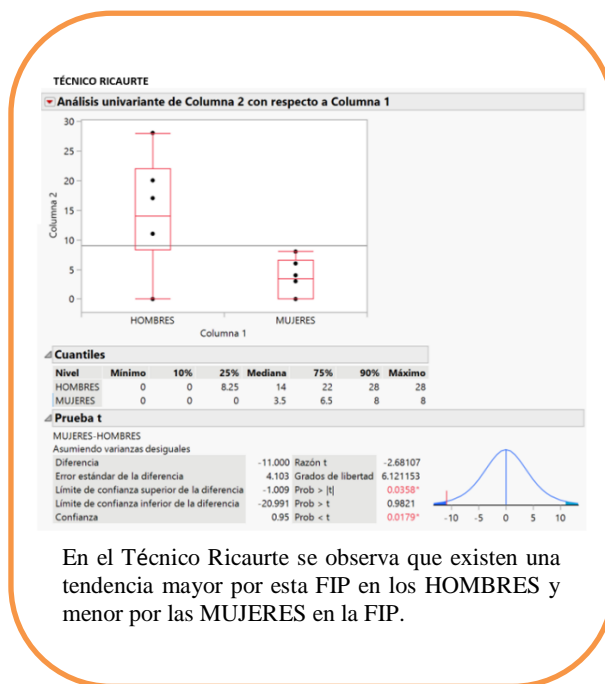 TÉCNICO RICAURTE
Análisis univariante de Columna 2 con respecto a Columna 1
30
25
20
15
10
5
0
Columna 2
HOMBRES MUJERES
Columna 1
Cuantiles
Nivel Mínimo 10% 25% Mediana 75% 90% Máximo
HOMBRES 0 0 8.25 14 22 28 28
MUJERES 0 0 0 3.5 6.5 8 8
Prueba t
MUJERES-HOMBRES
Asumiendo varianzas desiguales
Diferencia -11.000 Razón t -2.68107
Error estándar de la diferencia 4.103 Grados de libertad 6.121153
Límite de confianza superior de la diferencia -1.009 Prob > |t| 0.0358*
Límite de confianza inferior de la diferencia -20.991 Prob > t 0.9821
Confianza 0.95 Prob < t 0.0179*
-10 -5 0 5 10
En el Técnico Ricaurte se observa que existen una
tendencia mayor por esta FIP en los HOMBRES y
menor por las MUJERES en la FIP.